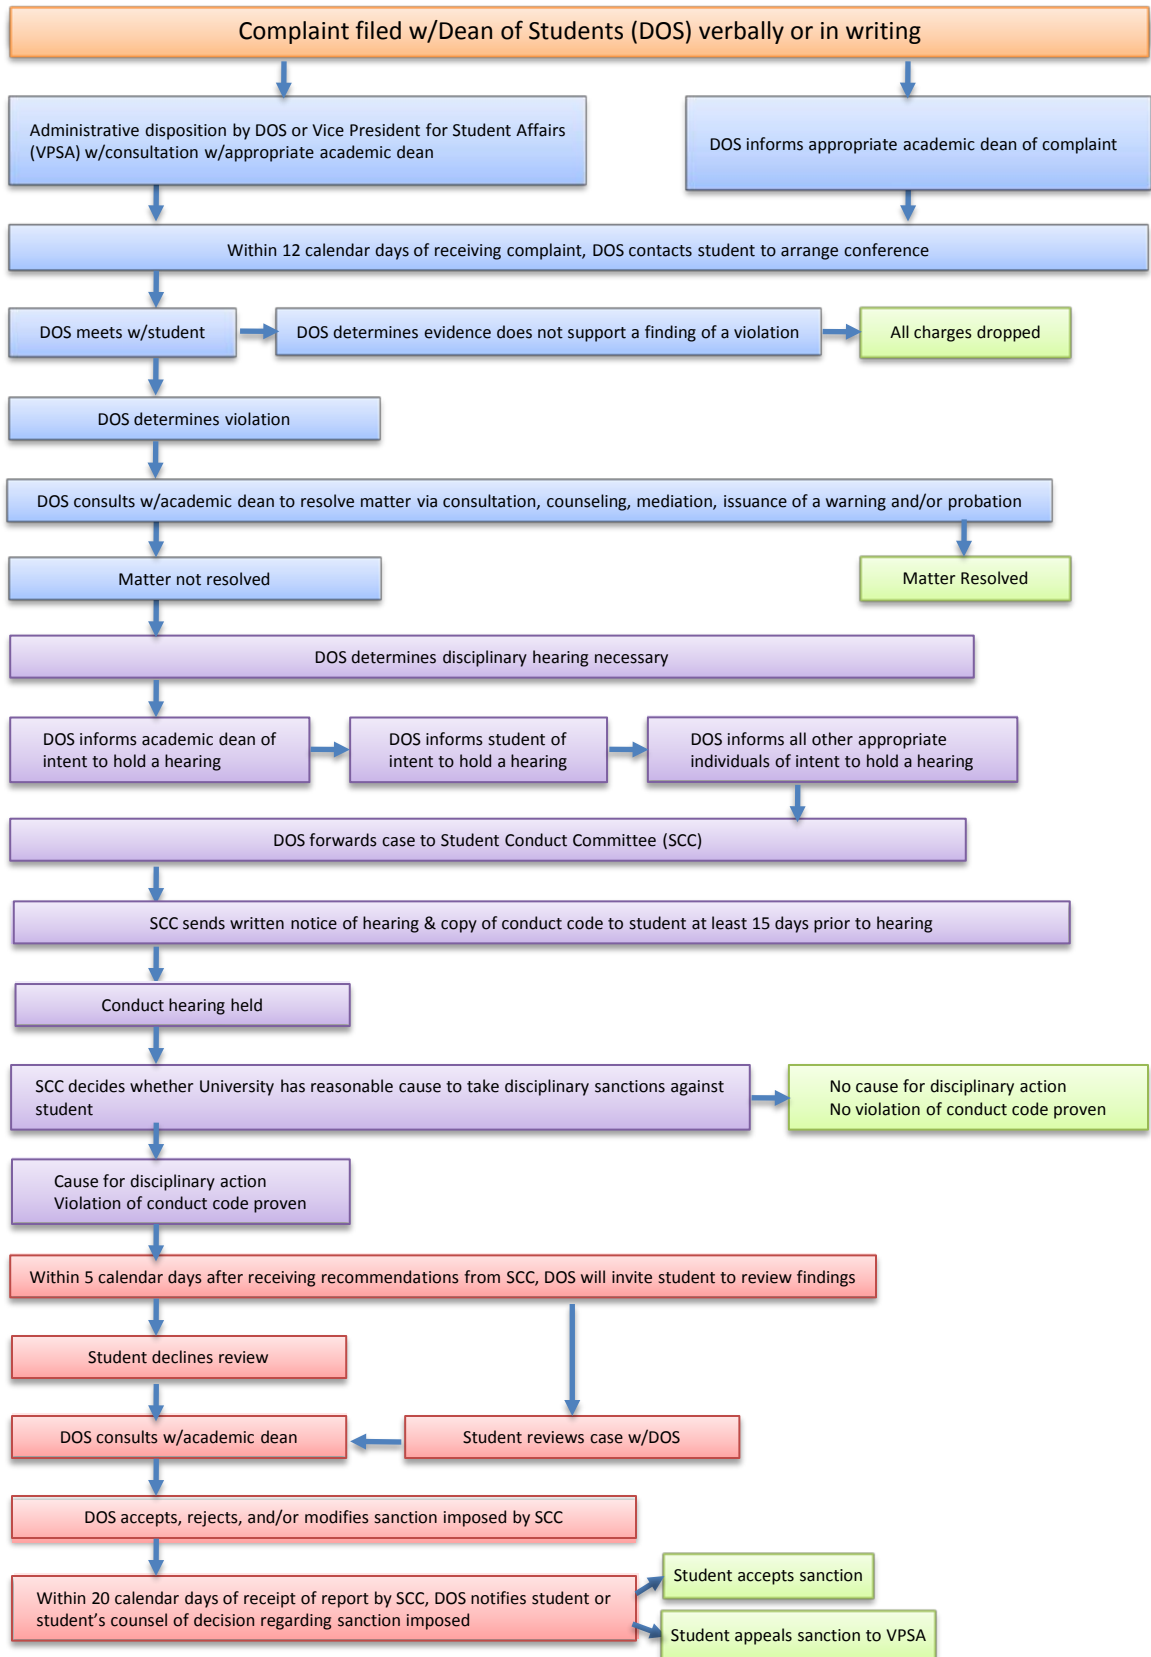 Complaint filed w/Dean of Students (DOS) verbally or in writing
Administrative disposition by DOS or Vice President for Student Affairs
(VPSA) w/consultation w/appropriate academic dean
DOS informs appropriate academic dean of complaint
Within 12 calendar days of receiving complaint, DOS contacts student to arrange conference
DOS meets w/student
DOS determines evidence does not support a finding of a violation
All charges dropped
DOS determines violation
DOS consults w/academic dean to resolve matter via consultation, counseling, mediation, issuance of a warning and/or probation
Matter not resolved
Matter Resolved
DOS determines disciplinary hearing necessary
DOS informs academic dean of
intent to hold a hearing
DOS informs student of
intent to hold a hearing
DOS informs all other appropriate
individuals of intent to hold a hearing
DOS forwards case to Student Conduct Committee (SCC)
SCC sends written notice of hearing & copy of conduct code to student at least 15 days prior to hearing
Conduct hearing held
SCC decides whether University has reasonable cause to take disciplinary sanctions against
student
No cause for disciplinary action
No violation of conduct code proven
Cause for disciplinary action
Violation of conduct code proven
Within 5 calendar days after receiving recommendations from SCC, DOS will invite student to review findings
Student declines review
DOS consults w/academic dean
Student reviews case w/DOS
DOS accepts, rejects, and/or modifies sanction imposed by SCC
Within 20 calendar days of receipt of report by SCC, DOS notifies student or
student’s counsel of decision regarding sanction imposed
Student accepts sanction
Student appeals sanction to VPSA